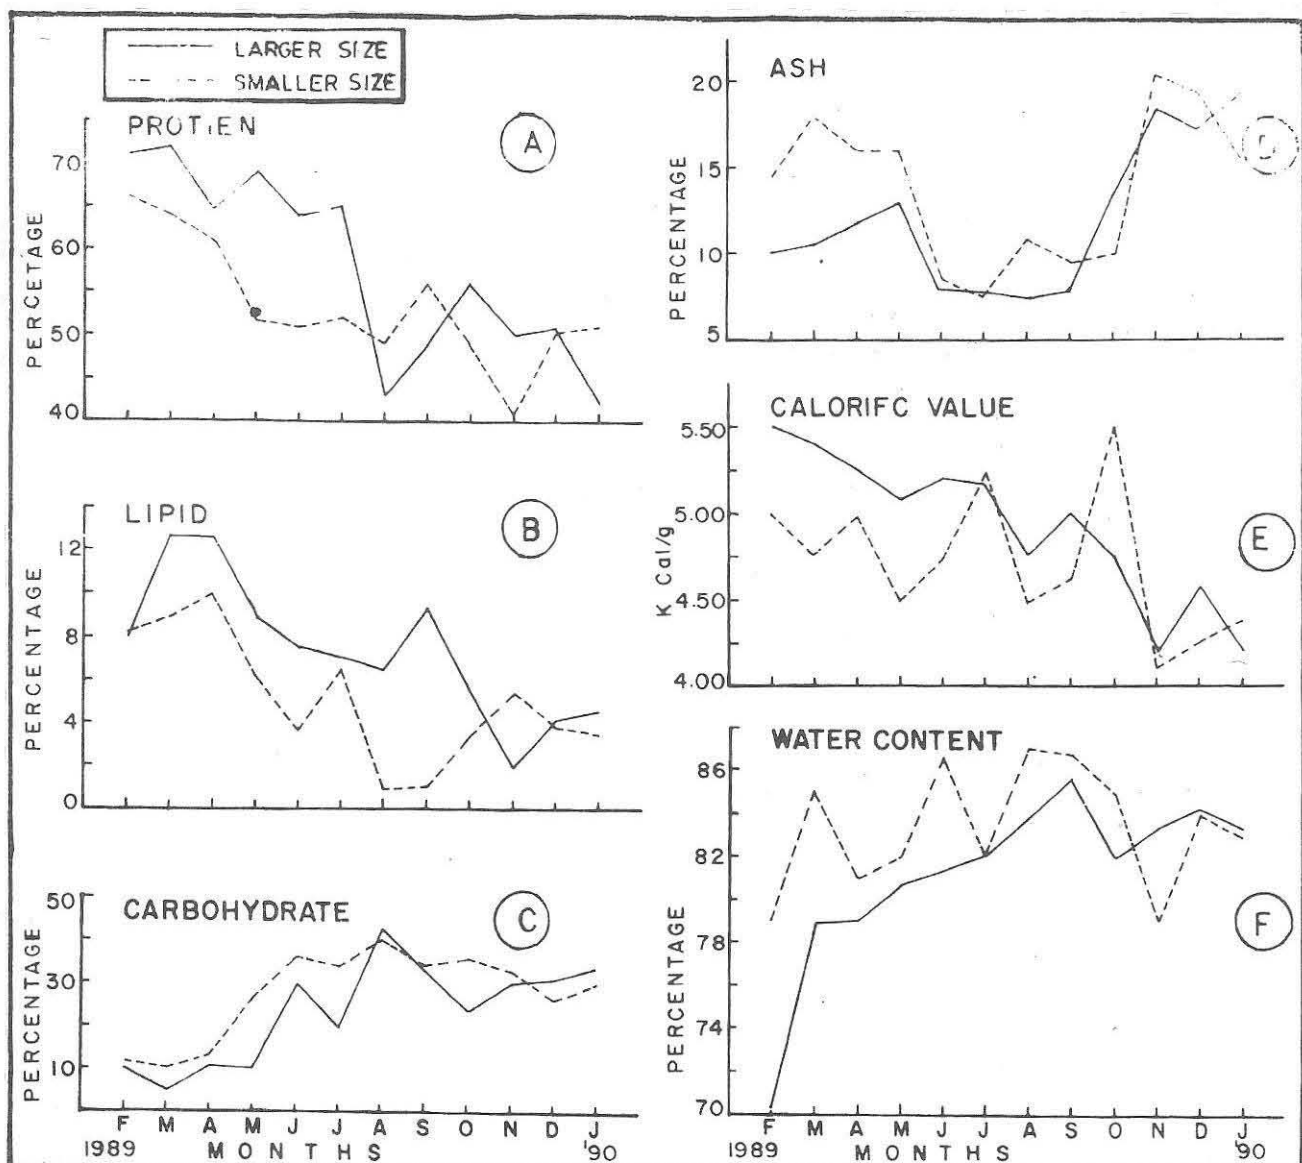 LARGER SIZE
SMALLER SIZE
PROTIEN
A
70
60
50
40
PERCETAGE
LIPID
B
12
8
4
0
PERCENTAGE
CARBOHYDRATE
C
50
30
10
PERCENTAGE
F M A M J J A S O N D J
1989 MONTHS '90
ASH
D
20
15
10
5
PERCENTAGE
CALORIFC VALUE
E
5.50
5.00
4.50
4.00
K Cal/g
WATER CONTENT
F
86
82
78
74
70
PERCENTAGE
F M A M J J A S O N D J
1989 MONTHS '90